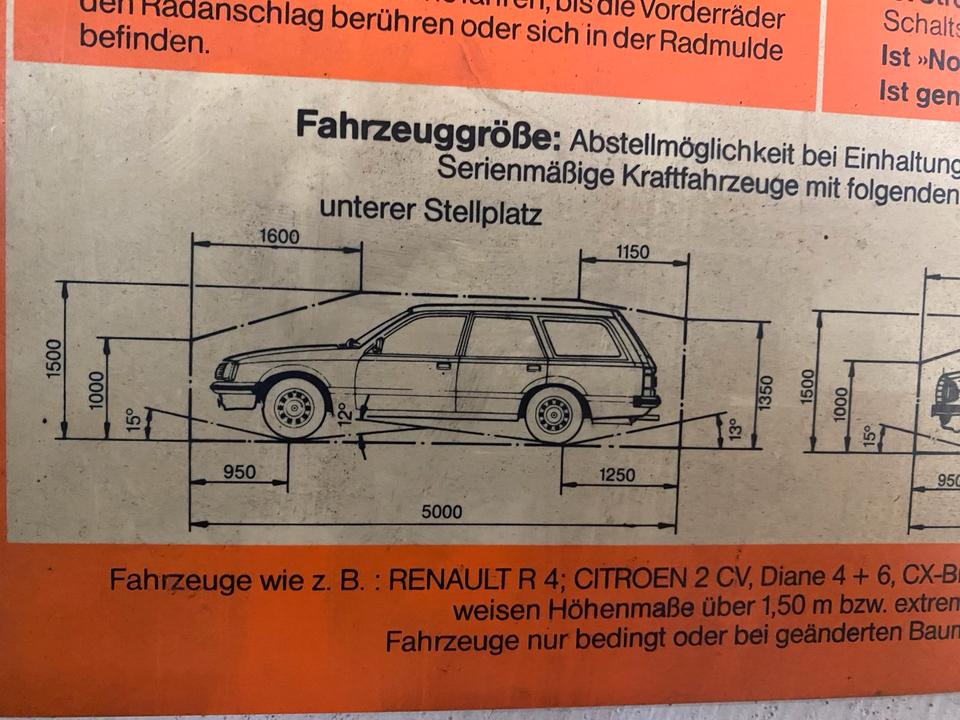 den Radanschlag berühren oder sich in der Radmulde
befinden.
Schalts
Ist »No
Ist gen
Fahrzeuggröße: Abstellmöglichkeit bei Einhaltung
Serienmäßige Kraftfahrzeuge mit folgenden
unterer Stellplatz
1600
1150
1500
1000
15°
12°
13°
1350
950
1250
5000
1500
1000
15°
950
Fahrzeuge wie z. B. : RENAULT R 4; CITROEN 2 CV, Diane 4 + 6, CX-B
weisen Höhenmaße über 1,50 m bzw. extrem
Fahrzeuge nur bedingt oder bei geänderten Baum